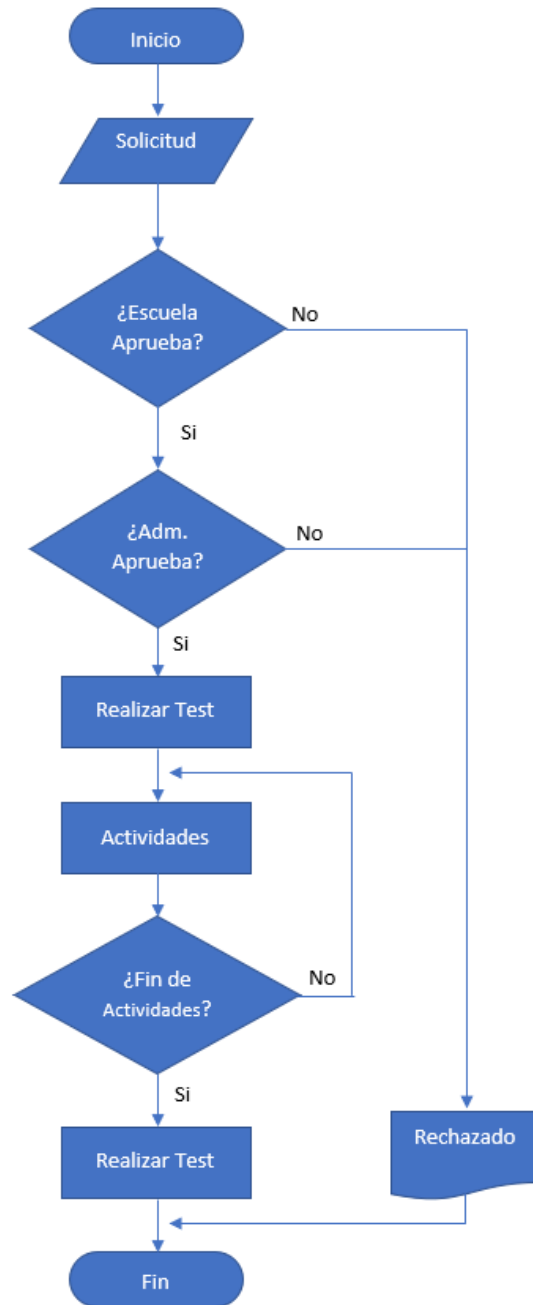 Inicio
Solicitud
¿Escuela
Aprueba?
No
Si
¿Adm.
Aprueba?
No
Si
Realizar Test
Actividades
¿Fin de
Actividades?
No
Si
Rechazado
Realizar Test
Fin